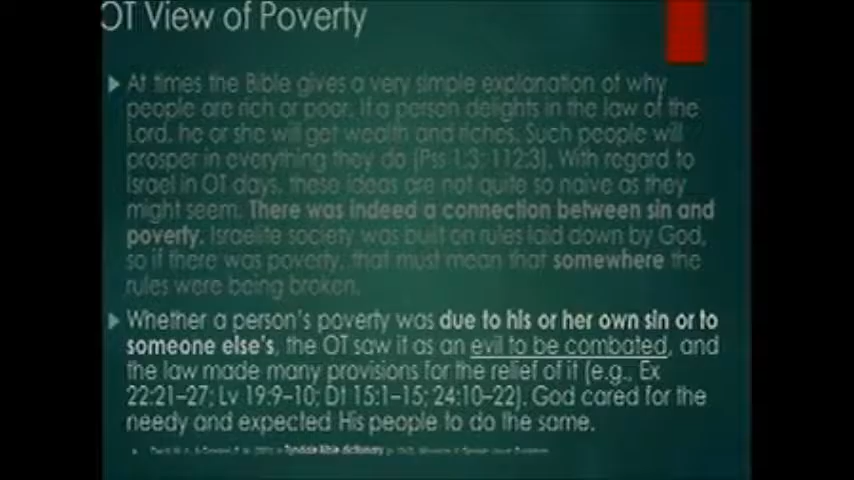 OT View of Poverty
At times the Bible gives a very simple explanation of why
people are rich or poor. If a person delights in the law of the
Lord, he or she will get wealth and riches. Such people will
prosper in everything they do (Pss 1:3; 112:3). With regard to
Israel in OT days, these ideas are not quite so naive as they
might seem. There was indeed a connection between sin and
poverty. Israelite society was built on rules laid down by God,
so if there was poverty, that must mean that somewhere the
rules were being broken.
Whether a person's poverty was due to his or her own sin or to
someone else's, the OT saw it as an evil to be combated, and
the law made many provisions for the relief of it (e.g., Ex
22:21–27; Lv 19:9–10; Dt 15:1–15; 24:10–22). God cared for the
needy and expected His people to do the same.
Tyndale Bible dictionary